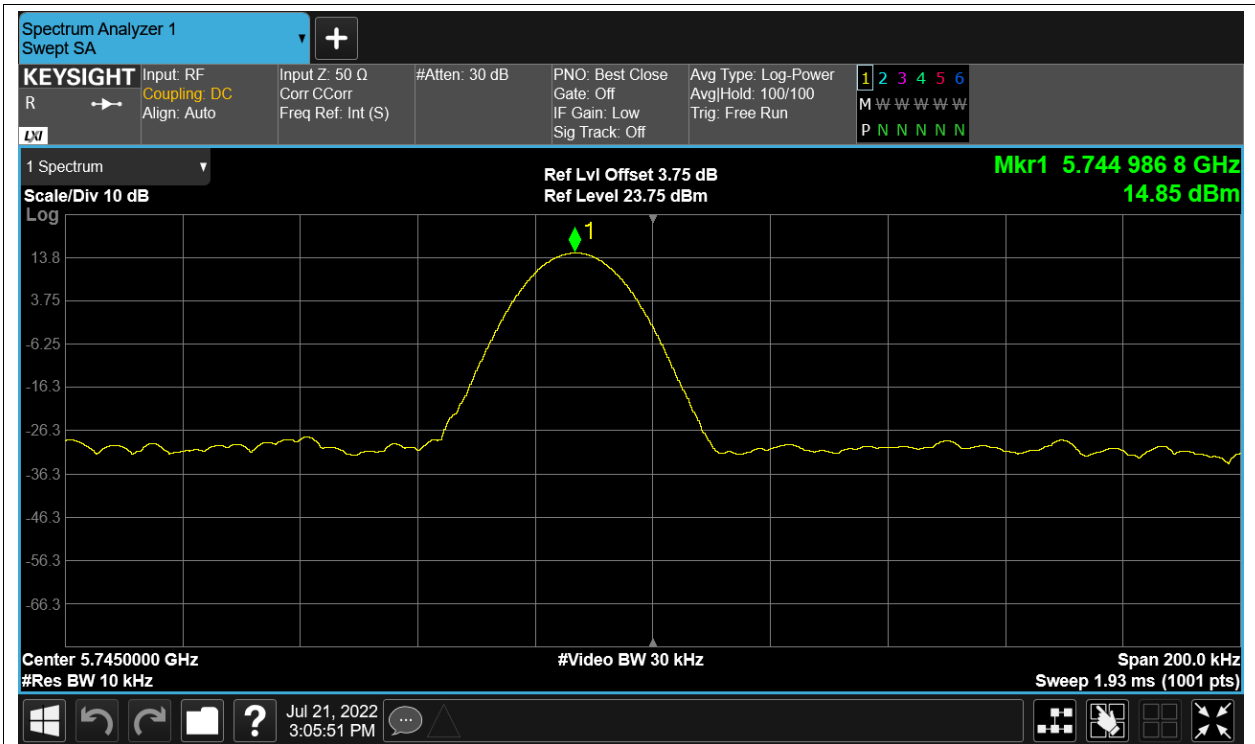 Spectrum Analyzer 1
Swept SA
KEYSIGHT
R
LXI
Input: RF
Coupling: DC
Align: Auto
Input Z: 50 Ω
Corr CCorr
Freq Ref: Int (S)
#Atten: 30 dB
PNO: Best Close
Gate: Off
IF Gain: Low
Sig Track: Off
Avg Type: Log-Power
Avg|Hold: 100/100
Trig: Free Run
1 2 3 4 5 6
M W W W W W
P N N N N N
1 Spectrum
Scale/Div 10 dB
Log
Ref Lvl Offset 3.75 dB
Ref Level 23.75 dBm
Mkr1 5.744 986 8 GHz
14.85 dBm
1
13.8
3.75
-6.25
-16.3
-26.3
-36.3
-46.3
-56.3
-66.3
Center 5.7450000 GHz
#Res BW 10 kHz
#Video BW 30 kHz
Span 200.0 kHz
Sweep 1.93 ms (1001 pts)
?
Jul 21, 2022
3:05:51 PM